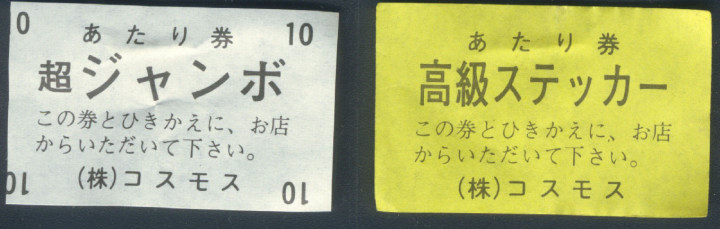 0
10
あたり券
超ジャンボ
この券とひきかえに、お店
からいただいて下さい。
(株)コスモス
10
10
あたり券
高級ステッカー
この券とひきかえに、お店
からいただいて下さい。
(株)コスモス